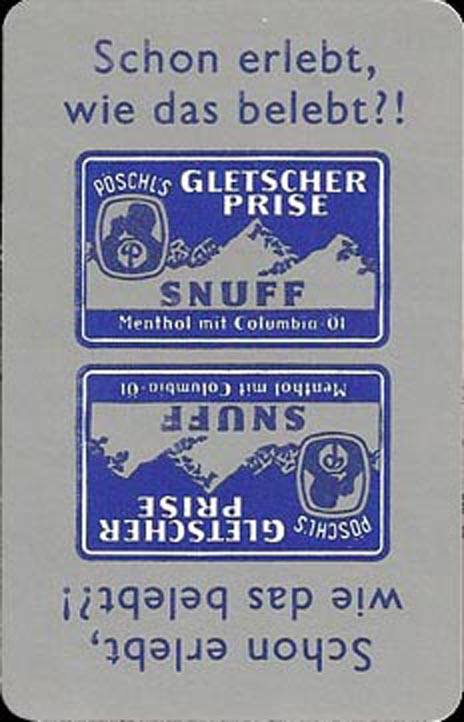 Schon erlebt,
wie das belebt?!
PÖSCHL'S
GLETSCHER
PRISE
SNUFF
Menthol mit Columbia-Öl
Menthol mit Columbia-Öl
SNUFF
GLETSCHER
PRISE
PÖSCHL'S
wie das belebt?!
Schon erlebt,